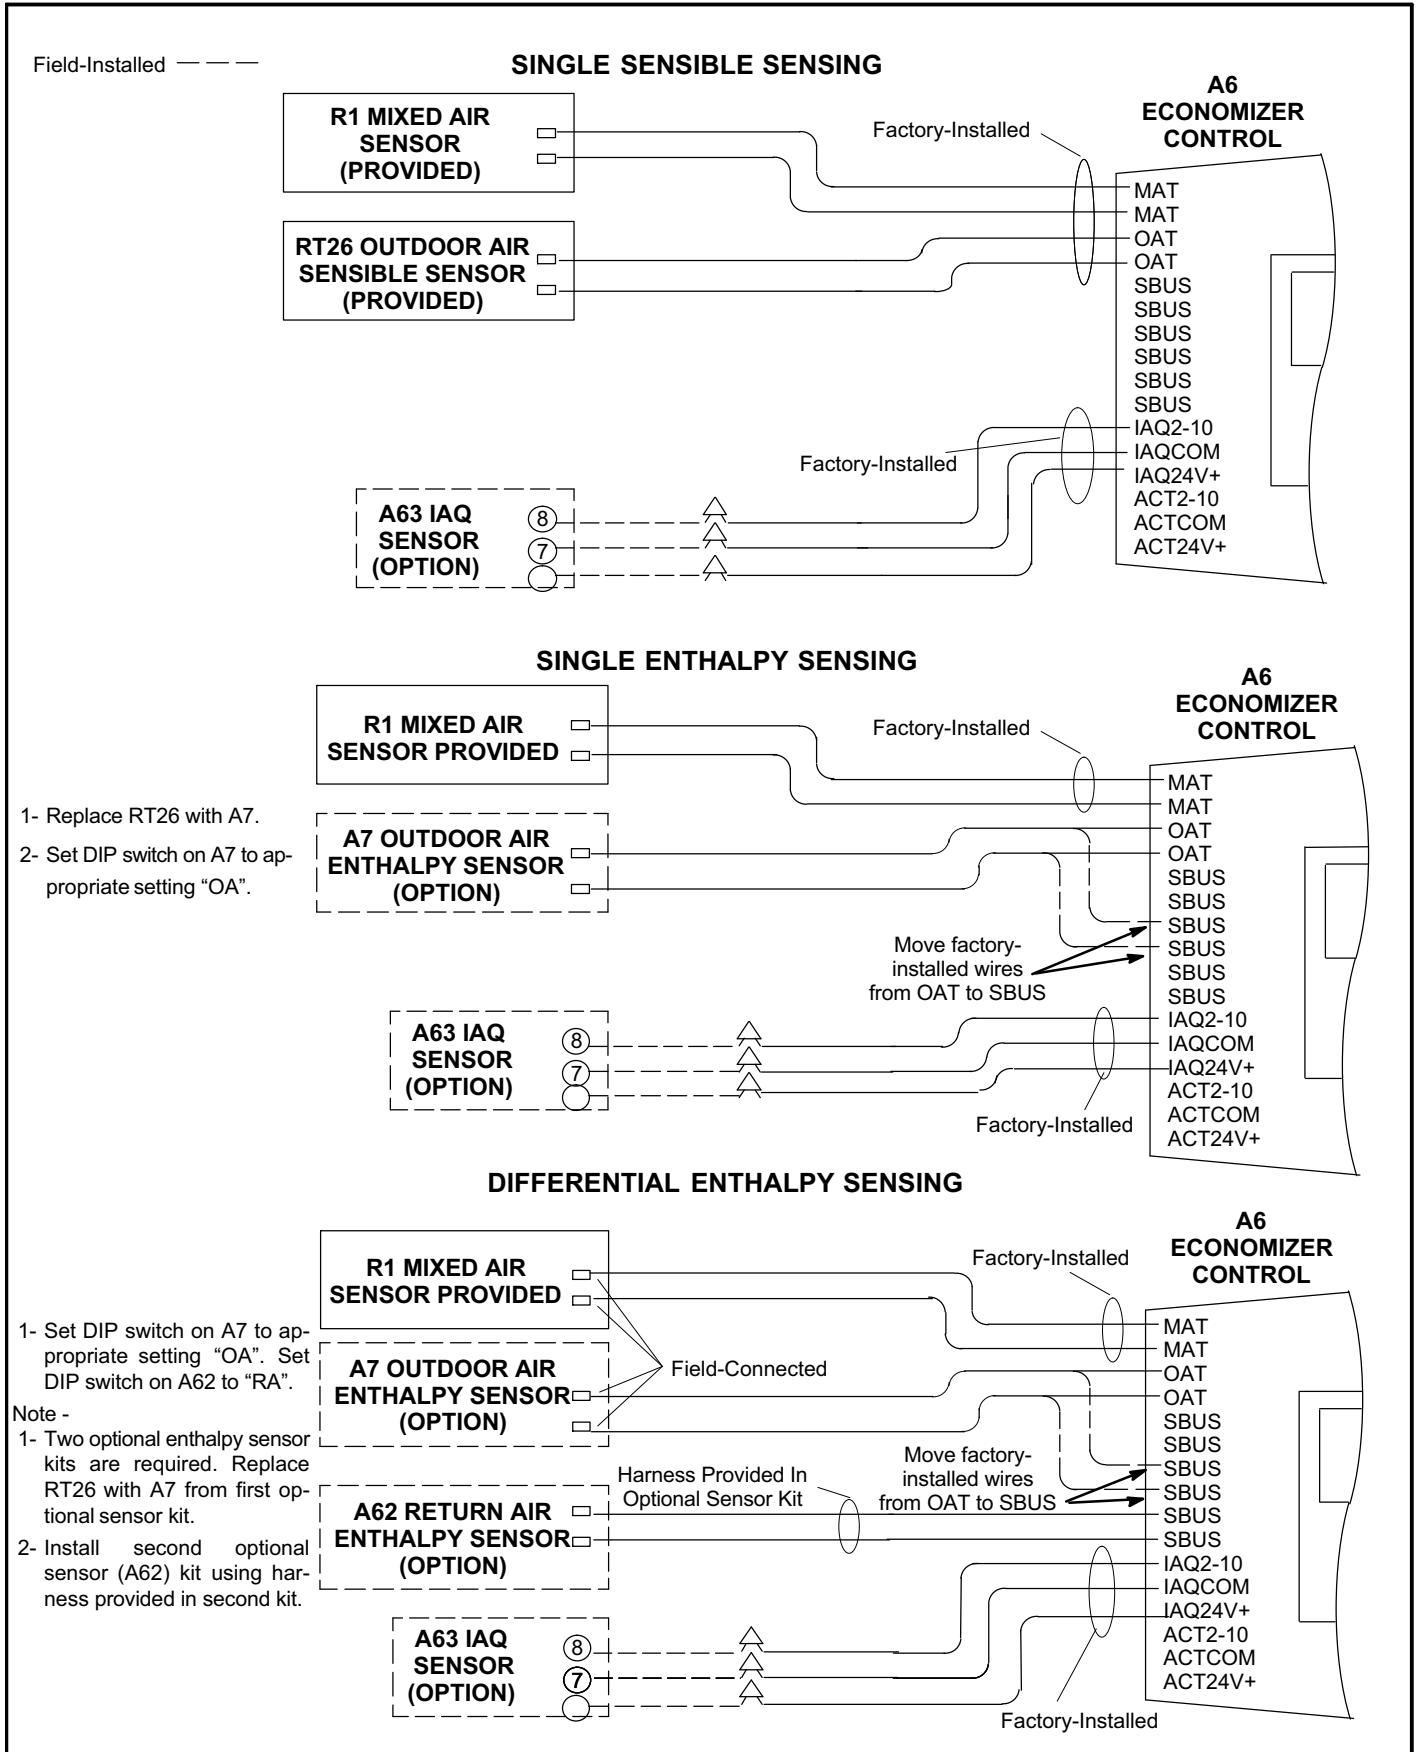 Field-Installed
SINGLE SENSIBLE SENSING
A6
ECONOMIZER
CONTROL
R1 MIXED AIR
SENSOR
(PROVIDED)
Factory-Installed
RT26 OUTDOOR AIR
SENSIBLE SENSOR
(PROVIDED)
MAT
MAT
OAT
OAT
SBUS
SBUS
SBUS
SBUS
SBUS
SBUS
IAQ2-10
IAQCOM
IAQ24V+
ACT2-10
ACTCOM
ACT24V+
Factory-Installed
A63 IAQ
SENSOR
(OPTION)
8
7
SINGLE ENTHALPY SENSING
A6
ECONOMIZER
CONTROL
R1 MIXED AIR
SENSOR PROVIDED
Factory-Installed
1- Replace RT26 with A7.
2- Set DIP switch on A7 to ap-
propriate setting “OA”.
A7 OUTDOOR AIR
ENTHALPY SENSOR
(OPTION)
MAT
MAT
OAT
OAT
SBUS
SBUS
SBUS
SBUS
SBUS
SBUS
IAQ2-10
IAQCOM
IAQ24V+
ACT2-10
ACTCOM
ACT24V+
Move factory-
installed wires
from OAT to SBUS
A63 IAQ
SENSOR
(OPTION)
8
7
Factory-Installed
DIFFERENTIAL ENTHALPY SENSING
A6
ECONOMIZER
CONTROL
R1 MIXED AIR
SENSOR PROVIDED
Factory-Installed
1- Set DIP switch on A7 to ap-
propriate setting “OA”. Set
DIP switch on A62 to “RA”.
Note -
1- Two optional enthalpy sensor
kits are required. Replace
RT26 with A7 from first op-
tional sensor kit.
2- Install second optional
sensor (A62) kit using har-
ness provided in second kit.
A7 OUTDOOR AIR
ENTHALPY SENSOR
(OPTION)
Field-Connected
MAT
MAT
OAT
OAT
SBUS
SBUS
SBUS
SBUS
SBUS
SBUS
IAQ2-10
IAQCOM
IAQ24V+
ACT2-10
ACTCOM
ACT24V+
Move factory-
installed wires
from OAT to SBUS
Harness Provided In
Optional Sensor Kit
A62 RETURN AIR
ENTHALPY SENSOR
(OPTION)
A63 IAQ
SENSOR
(OPTION)
8
7
Factory-Installed